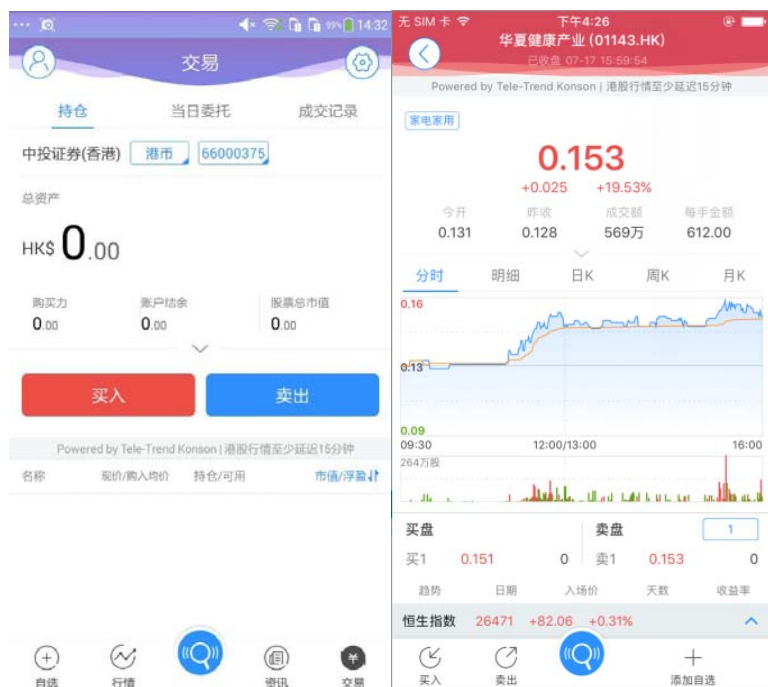 99% 14:32
交易
持仓 当日委托 成交记录
中投证券(香港) 港币 66000375
总资产
HK$ 0.00
购买力 账户结余 股票总市值
0.00 0.00 0.00
买入 卖出
Powered by Tele-Trend Konson | 港股行情至少延迟15分钟
名称 现价/购入均价 持仓/可用 市值/浮盈
自选 行情 资讯 交易
无 SIM 卡 下午4:26
华夏健康产业 (01143.HK)
已收盘 07-17 15:59:54
Powered by Tele-Trend Konson | 港股行情至少延迟15分钟
家电家用
0.153
+0.025 +19.53%
今开 昨收 成交额 每手金额
0.131 0.128 569万 612.00
分时 明细 日K 周K 月K
0.16
0.13
0.09
09:30 12:00/13:00 16:00
264万股
买盘 卖盘 1
买1 0.151 0 卖1 0.153 0
趋势 日期 入场价 天数 收益率
恒生指数 26471 +82.06 +0.31%
买入 卖出 添加自选